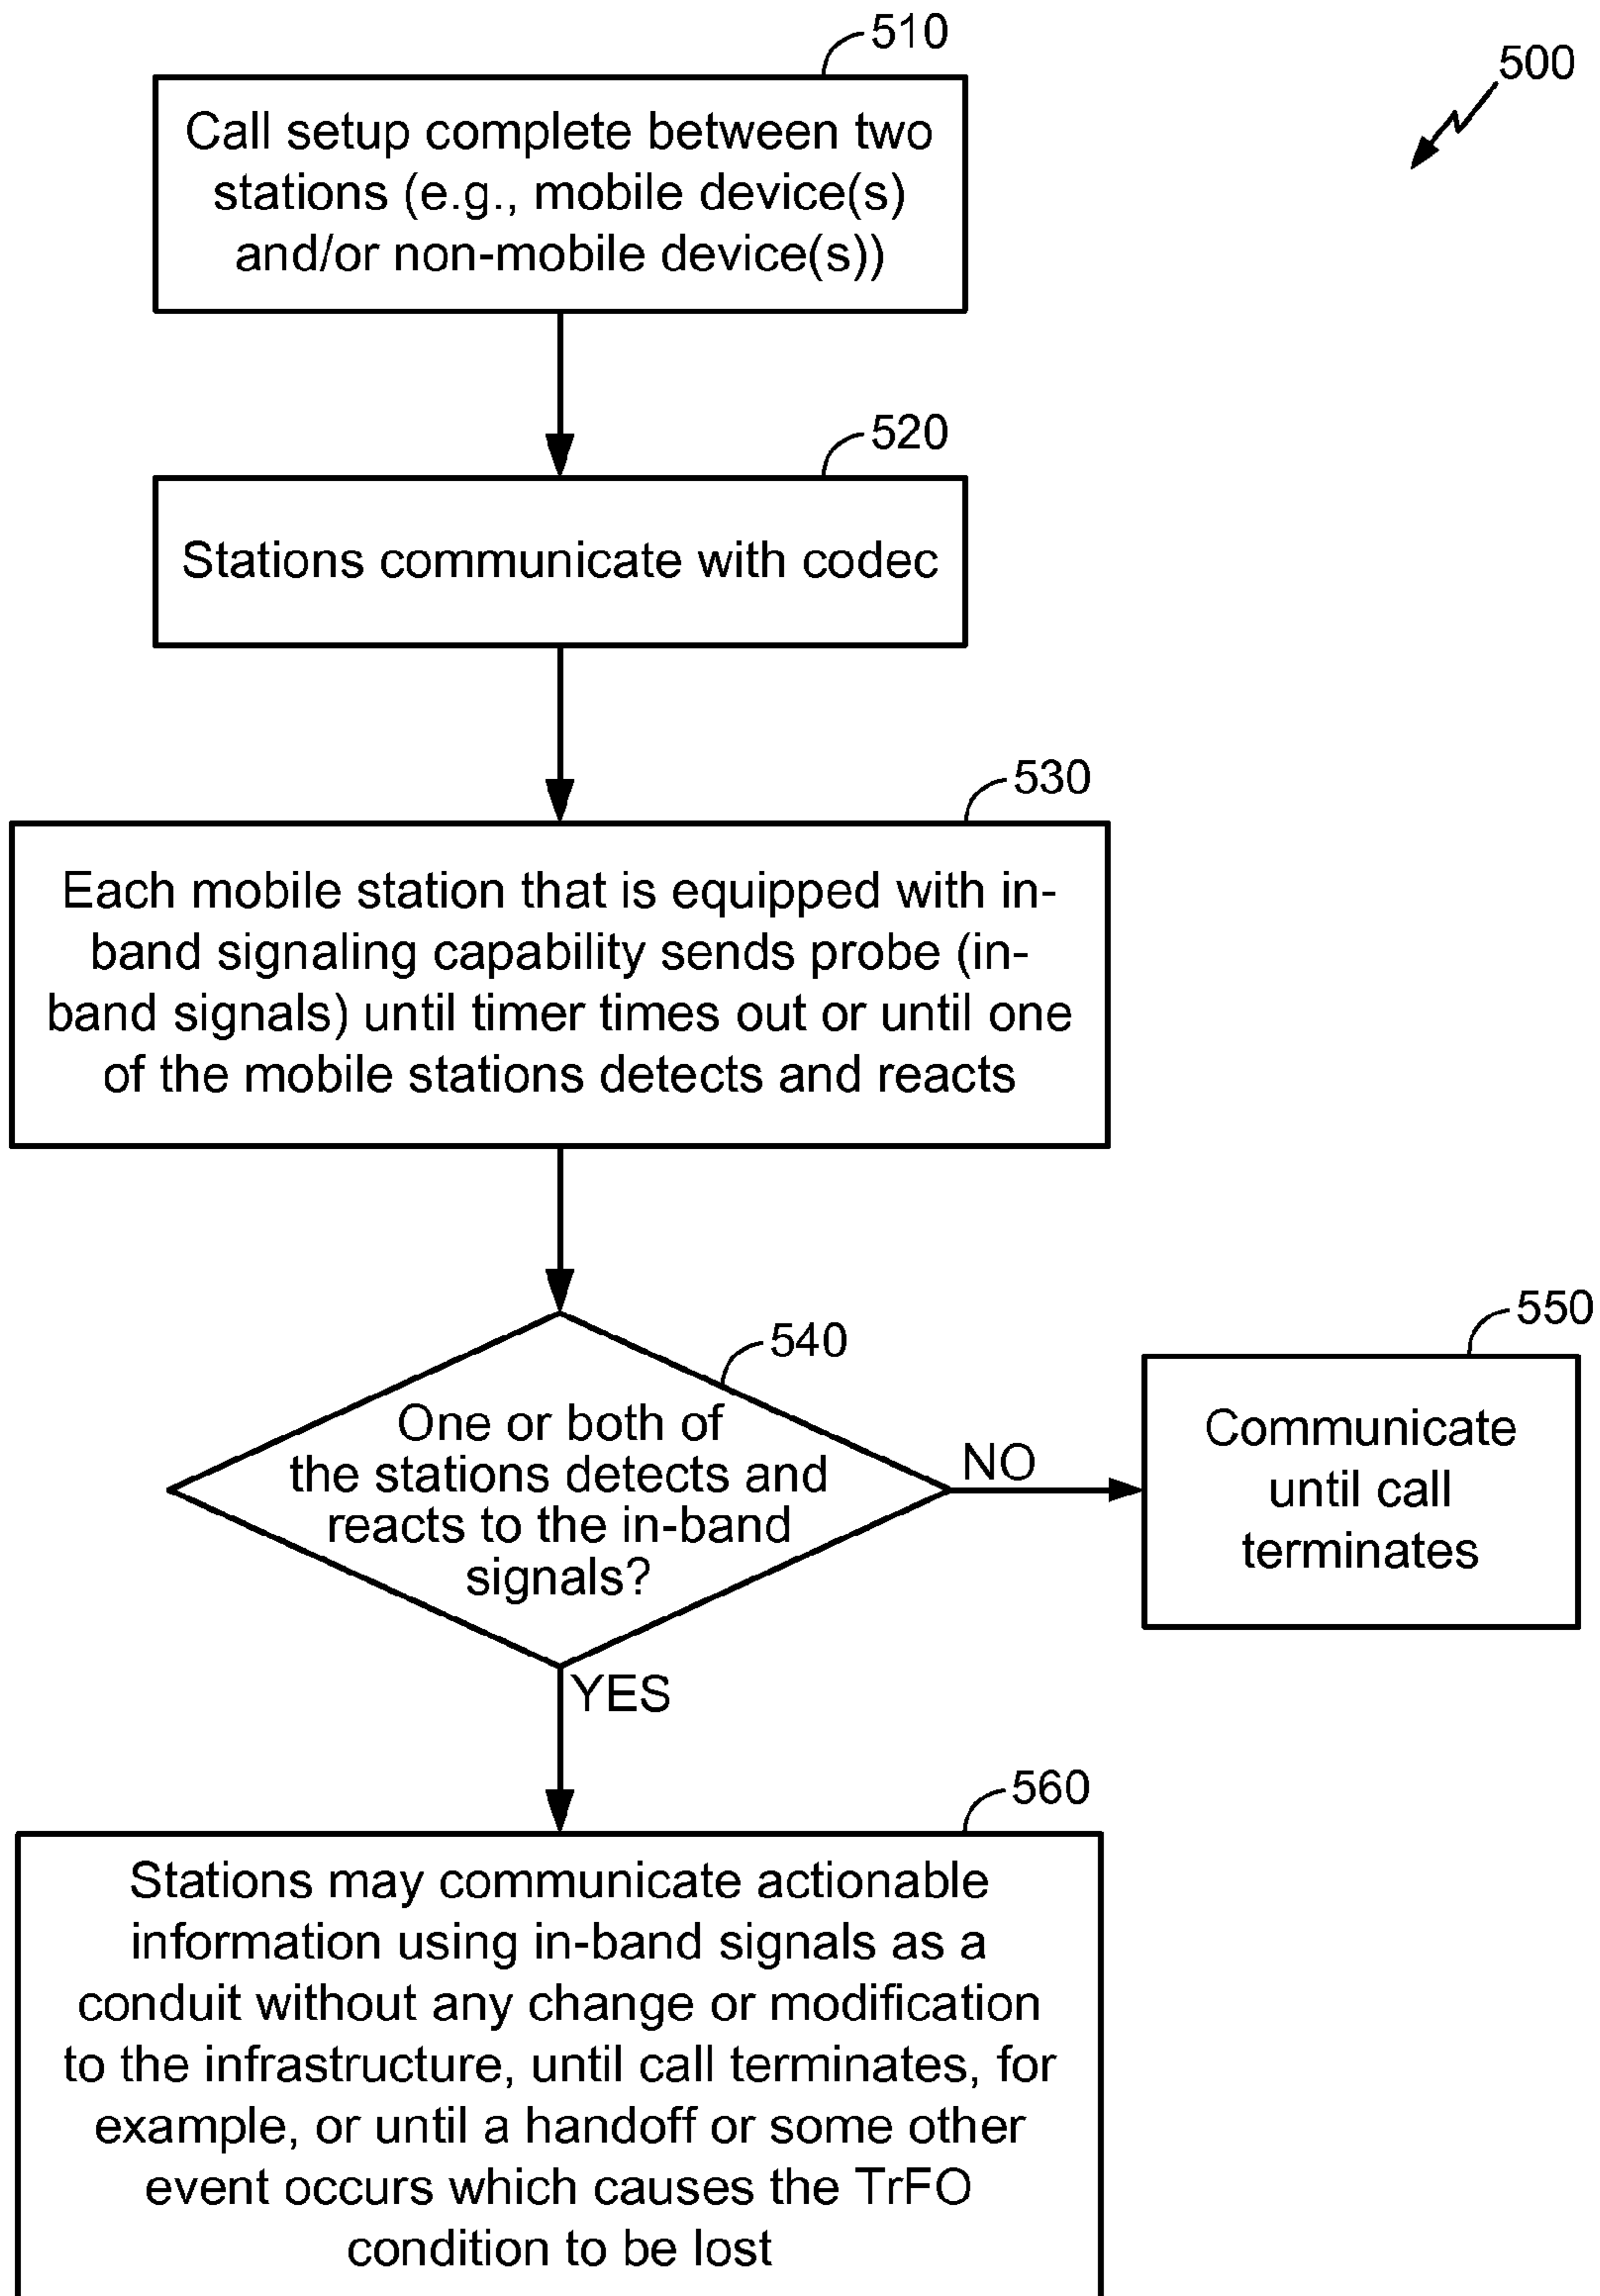 510
500
Call setup complete between two
stations (e.g., mobile device(s)
and/or non-mobile device(s))
520
Stations communicate with codec
530
Each mobile station that is equipped with in-
band signaling capability sends probe (in-
band signals) until timer times out or until one
of the mobile stations detects and reacts
540
One or both of
the stations detects and
reacts to the in-band
signals?
NO
550
Communicate
until call
terminates
YES
560
Stations may communicate actionable
information using in-band signals as a
conduit without any change or modification
to the infrastructure, until call terminates, for
example, or until a handoff or some other
event occurs which causes the TrFO
condition to be lost